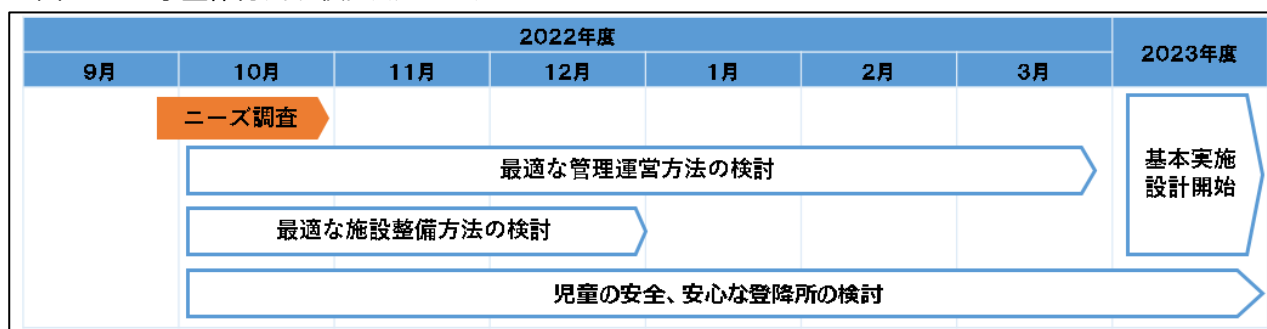 2022年度
2023年度
9月
10月
11月
12月
1月
2月
3月
ニーズ調査
最適な管理運営方法の検討
基本実施
設計開始
最適な施設整備方法の検討
児童の安全、安心な登降所の検討